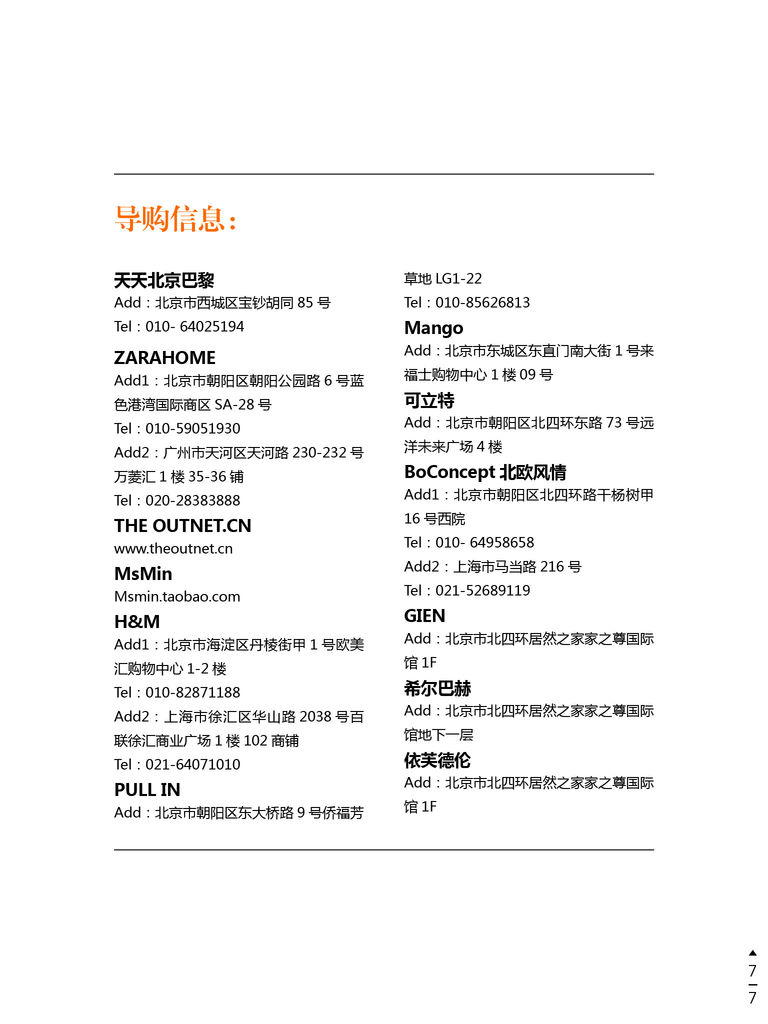 导购信息：
天天北京巴黎
Add：北京市西城区宝钞胡同 85 号
Tel：010- 64025194
ZARAHOME
Add1：北京市朝阳区朝阳公园路 6 号蓝
色港湾国际商区 SA-28 号
Tel：010-59051930
Add2：广州市天河区天河路 230-232 号
万菱汇 1 楼 35-36 铺
Tel：020-28383888
THE OUTNET.CN
www.theoutnet.cn
MsMin
Msmin.taobao.com
H&M
Add1：北京市海淀区丹棱街甲 1 号欧美
汇购物中心 1-2 楼
Tel：010-82871188
Add2：上海市徐汇区华山路 2038 号百
联徐汇商业广场 1 楼 102 商铺
Tel：021-64071010
PULL IN
Add：北京市朝阳区东大桥路 9 号侨福芳
草地 LG1-22
Tel：010-85626813
Mango
Add：北京市东城区东直门南大街 1 号来
福士购物中心 1 楼 09 号
可立特
Add：北京市朝阳区北四环东路 73 号远
洋未来广场 4 楼
BoConcept 北欧风情
Add1：北京市朝阳区北四环路干杨树甲
16 号西院
Tel：010- 64958658
Add2：上海市马当路 216 号
Tel：021-52689119
GIEN
Add：北京市北四环居然之家家之尊国际
馆 1F
希尔巴赫
Add：北京市北四环居然之家家之尊国际
馆地下一层
依芙德伦
Add：北京市北四环居然之家家之尊国际
馆 1F
7
7